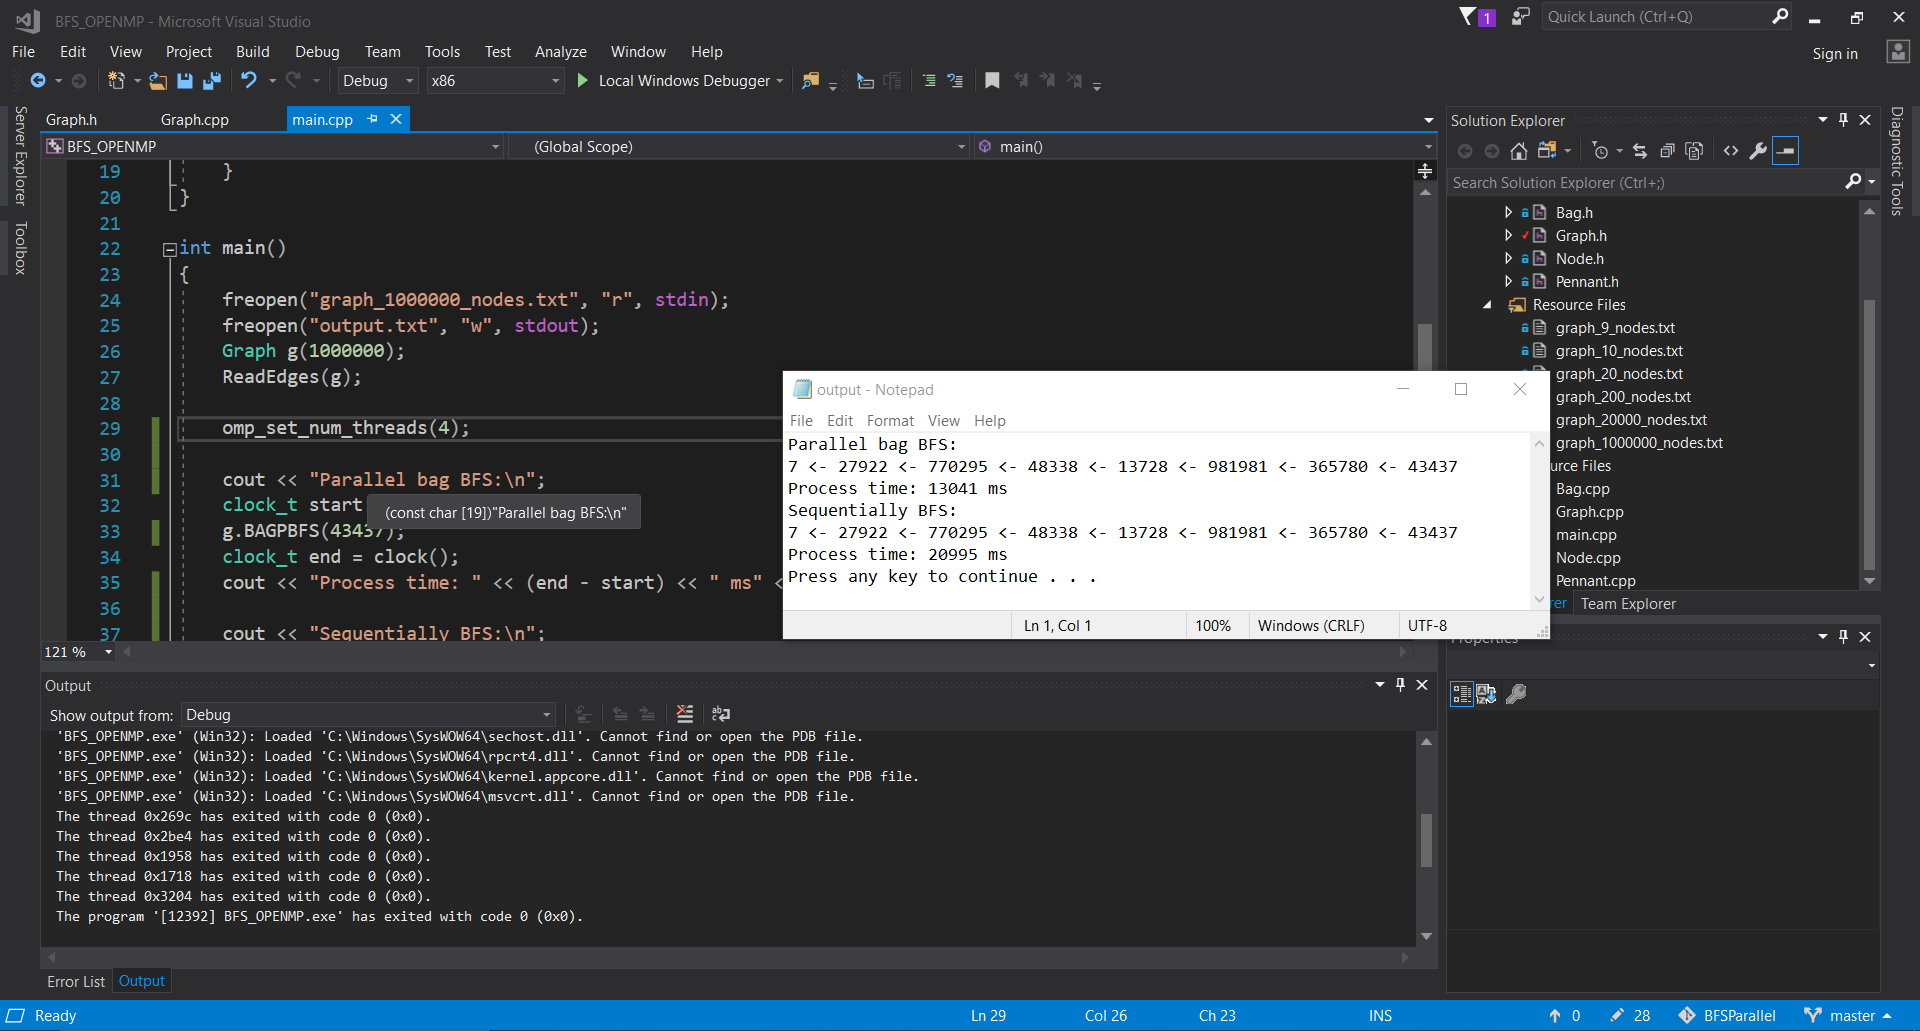 BFS_OPENMP - Microsoft Visual Studio
1
Quick Launch (Ctrl+Q)
File Edit View Project Build Debug Team Tools Test Analyze Window Help
Sign in
Debug x86 Local Windows Debugger
Server Explorer
Toolbox
Graph.h Graph.cpp main.cpp
BFS_OPENMP (Global Scope) main()
19 }
20 }
21
22 int main()
23 {
24 freopen("graph_1000000_nodes.txt", "r", stdin);
25 freopen("output.txt", "w", stdout);
26 Graph g(1000000);
27 ReadEdges(g);
28
29 omp_set_num_threads(4);
30
31 cout << "Parallel bag BFS:\n";
32 clock_t start
(const char [19])"Parallel bag BFS:\n"
33 g.BAGPBFS(43437);
34 clock_t end = clock();
35 cout << "Process time: " << (end - start) << " ms" <
36
37 cout << "Sequentially BFS:\n";
121 %
output - Notepad
File Edit Format View Help
Parallel bag BFS:
7 <- 27922 <- 770295 <- 48338 <- 13728 <- 981981 <- 365780 <- 43437
Process time: 13041 ms
Sequentially BFS:
7 <- 27922 <- 770295 <- 48338 <- 13728 <- 981981 <- 365780 <- 43437
Process time: 20995 ms
Press any key to continue . . .
Ln 1, Col 1 100% Windows (CRLF) UTF-8
Solution Explorer
Search Solution Explorer (Ctrl+;)
Bag.h
Graph.h
Node.h
Pennant.h
Resource Files
graph_9_nodes.txt
graph_10_nodes.txt
graph_20_nodes.txt
graph_200_nodes.txt
graph_20000_nodes.txt
graph_1000000_nodes.txt
urce Files
Bag.cpp
Graph.cpp
main.cpp
Node.cpp
Pennant.cpp
rer Team Explorer
Properties
Diagnostic Tools
Output
Show output from: Debug
'BFS_OPENMP.exe' (Win32): Loaded 'C:\Windows\SysWOW64\sechost.dll'. Cannot find or open the PDB file.
'BFS_OPENMP.exe' (Win32): Loaded 'C:\Windows\SysWOW64\rpcrt4.dll'. Cannot find or open the PDB file.
'BFS_OPENMP.exe' (Win32): Loaded 'C:\Windows\SysWOW64\kernel.appcore.dll'. Cannot find or open the PDB file.
'BFS_OPENMP.exe' (Win32): Loaded 'C:\Windows\SysWOW64\msvcrt.dll'. Cannot find or open the PDB file.
The thread 0x269c has exited with code 0 (0x0).
The thread 0x2be4 has exited with code 0 (0x0).
The thread 0x1958 has exited with code 0 (0x0).
The thread 0x1718 has exited with code 0 (0x0).
The thread 0x3204 has exited with code 0 (0x0).
The program '[12392] BFS_OPENMP.exe' has exited with code 0 (0x0).
Error List Output
Ready Ln 29 Col 26 Ch 23 INS 0 28 BFSParallel master